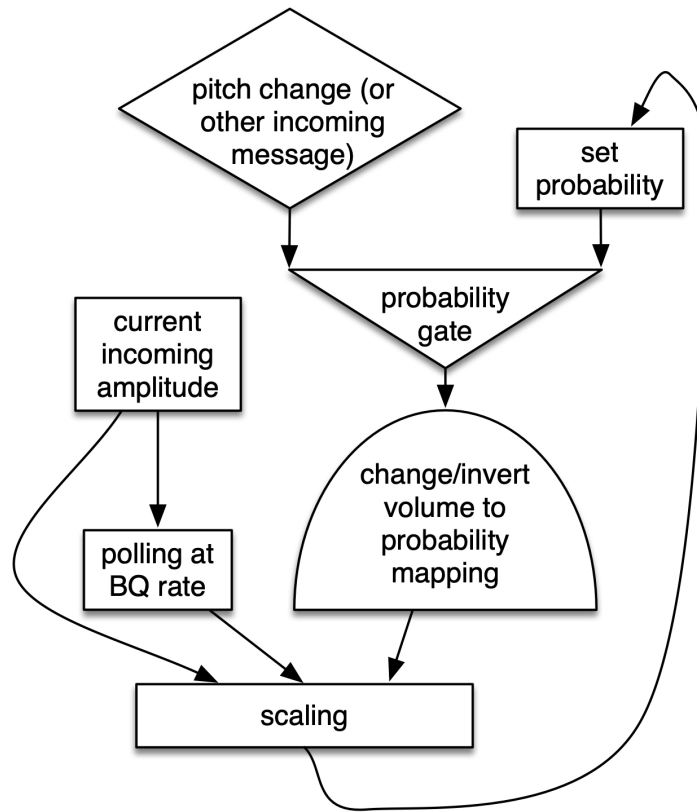 pitch change (or
other incoming
message)
set
probability
probability
gate
current
incoming
amplitude
change/invert
volume to
probability
mapping
polling at
BQ rate
scaling